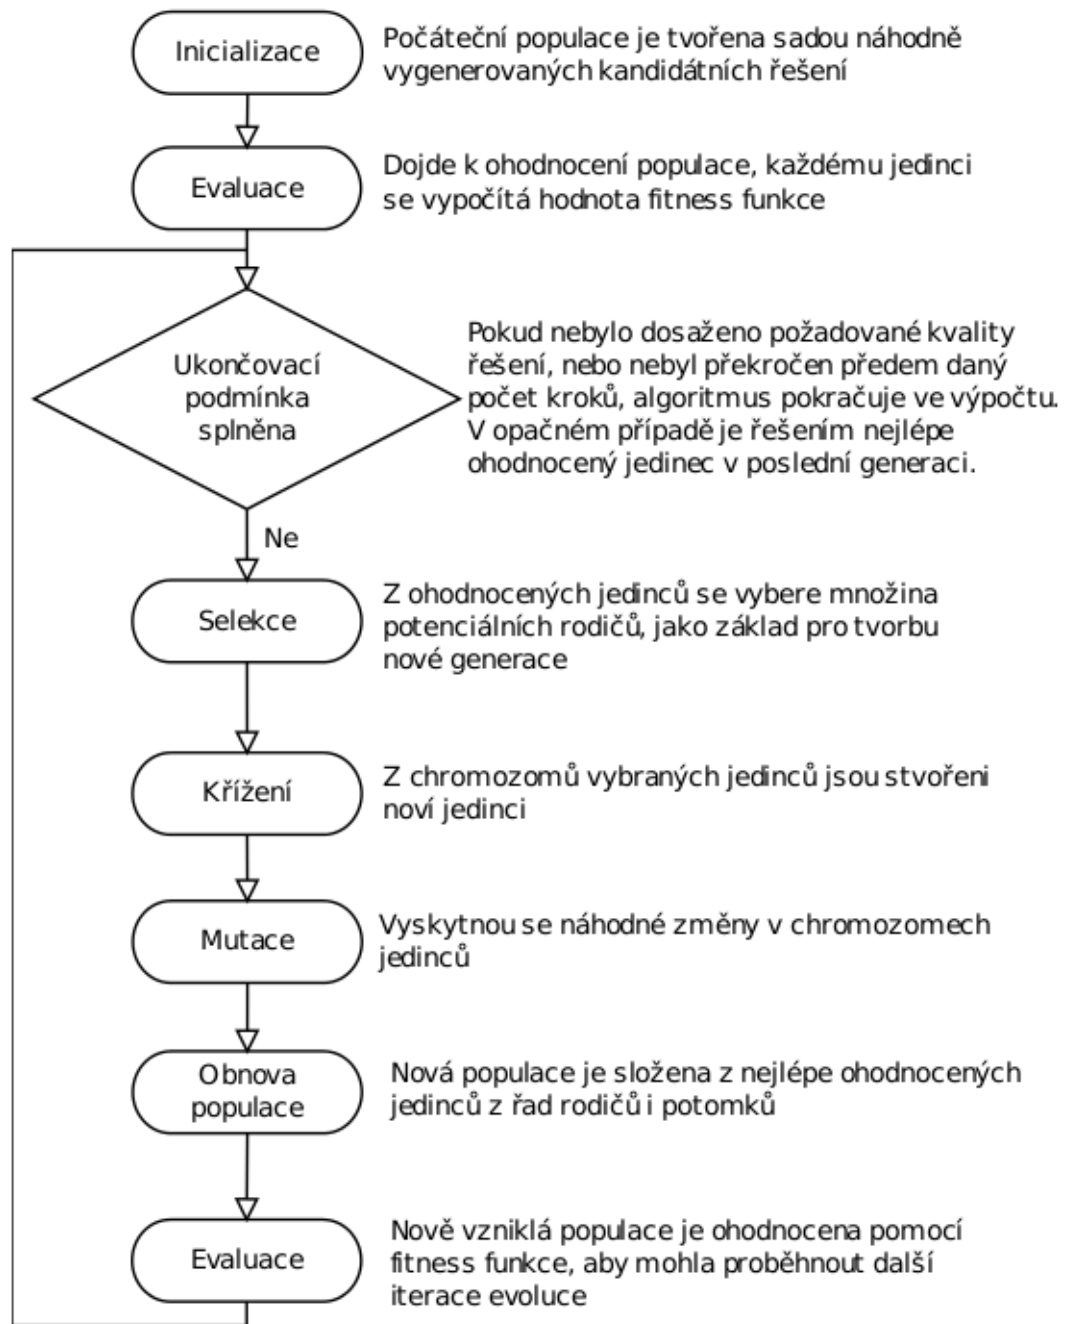 Inicializace
Počáteční populace je tvořena sadou náhodně
vygenerovaných kandidátních řešení
Evaluace
Dojde k ohodnocení populace, každému jedinci
se vypočítá hodnota fitness funkce
Ukončovací
podmínka
splněna
Pokud nebylo dosaženo požadované kvality
řešení, nebo nebyl překročen předem daný
počet kroků, algoritmus pokračuje ve výpočtu.
V opačném případě je řešením nejlépe
ohodnocený jedinec v poslední generaci.
Ne
Selekce
Z ohodnocených jedinců se vybere množina
potenciálních rodičů, jako základ pro tvorbu
nové generace
Křížení
Z chromozomů vybraných jedinců jsou stvořeni
noví jedinci
Mutace
Vyskytnou se náhodné změny v chromozomech
jedinců
Obnova
populace
Nová populace je složena z nejlépe ohodnocených
jedinců z řad rodičů i potomků
Evaluace
Nově vzniklá populace je ohodnocena pomocí
fitness funkce, aby mohla proběhnout další
iterace evoluce